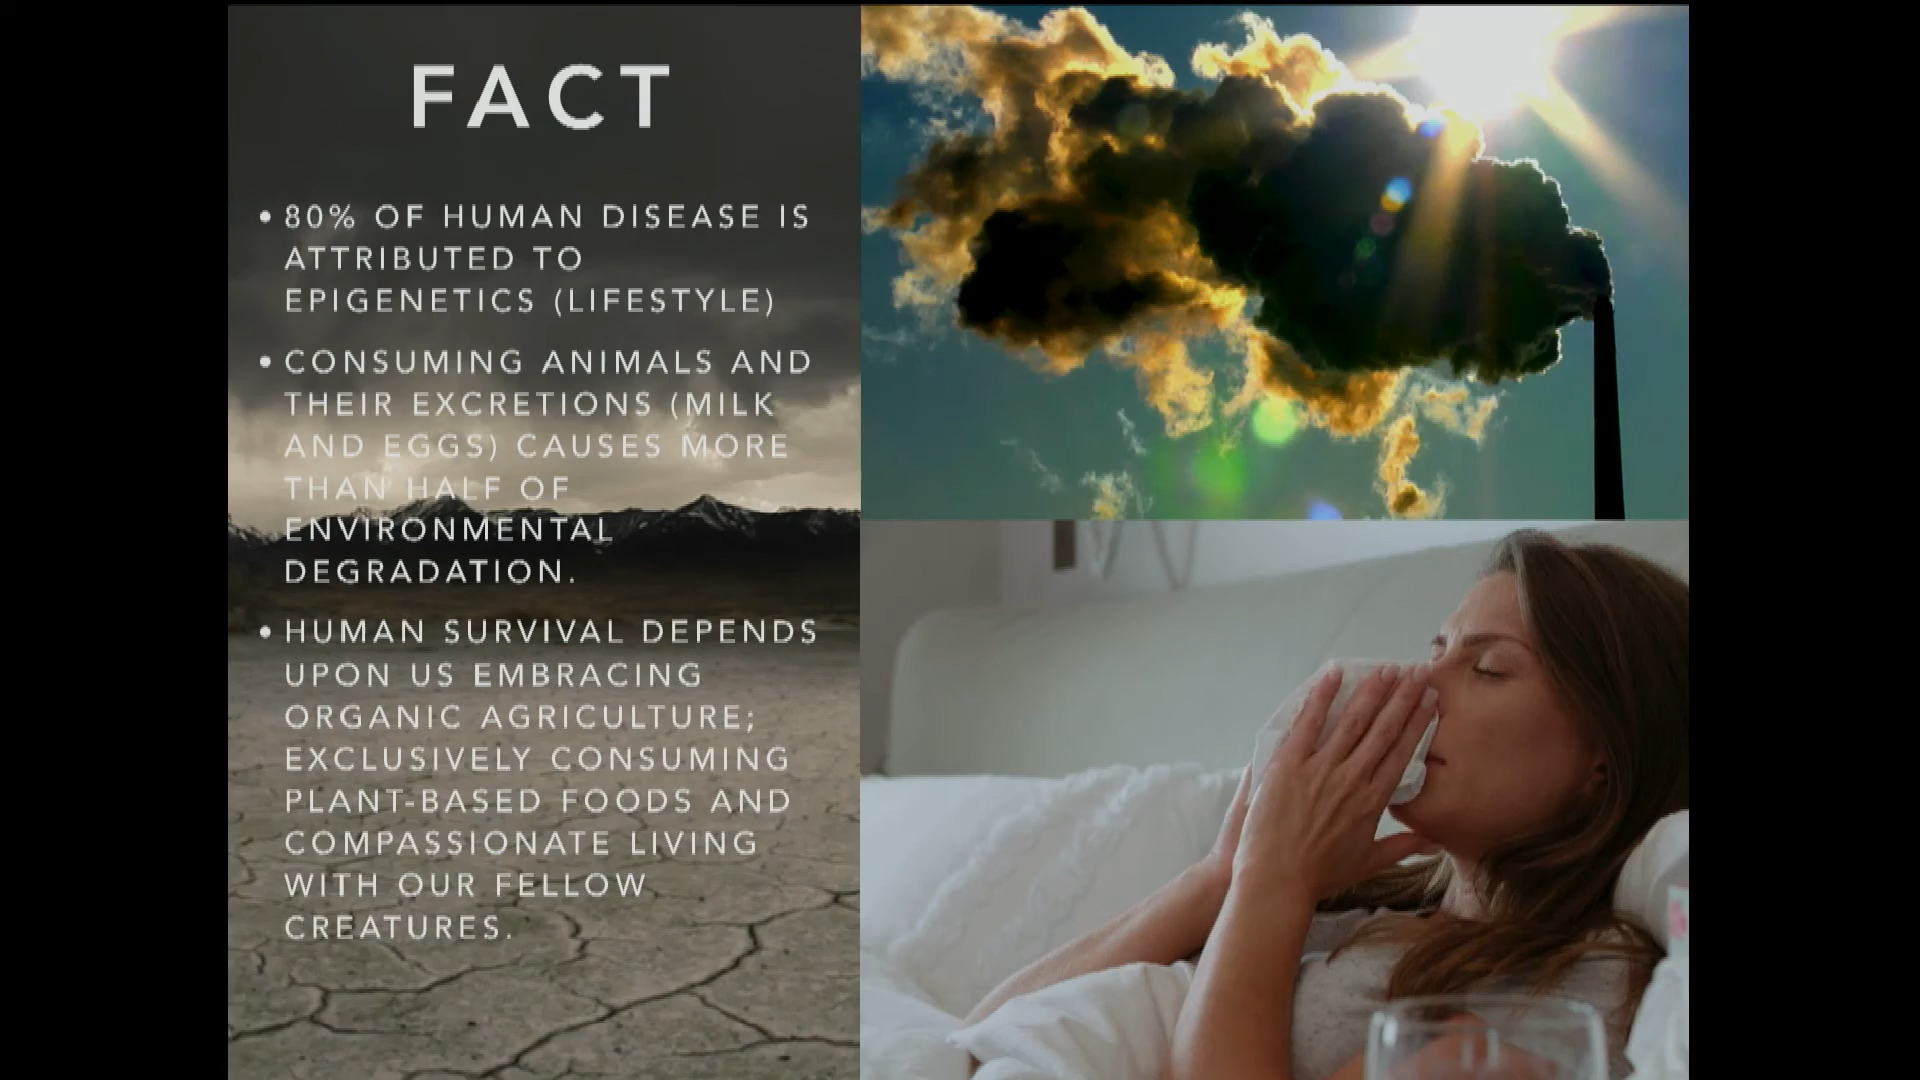 FACT
• 80% OF HUMAN DISEASE IS
ATTRIBUTED TO
EPIGENETICS (LIFESTYLE)
• CONSUMING ANIMALS AND
THEIR EXCRETIONS (MILK
AND EGGS) CAUSES MORE
THAN HALF OF
ENVIRONMENTAL
DEGRADATION.
• HUMAN SURVIVAL DEPENDS
UPON US EMBRACING
ORGANIC AGRICULTURE;
EXCLUSIVELY CONSUMING
PLANT-BASED FOODS AND
COMPASSIONATE LIVING
WITH OUR FELLOW
CREATURES.